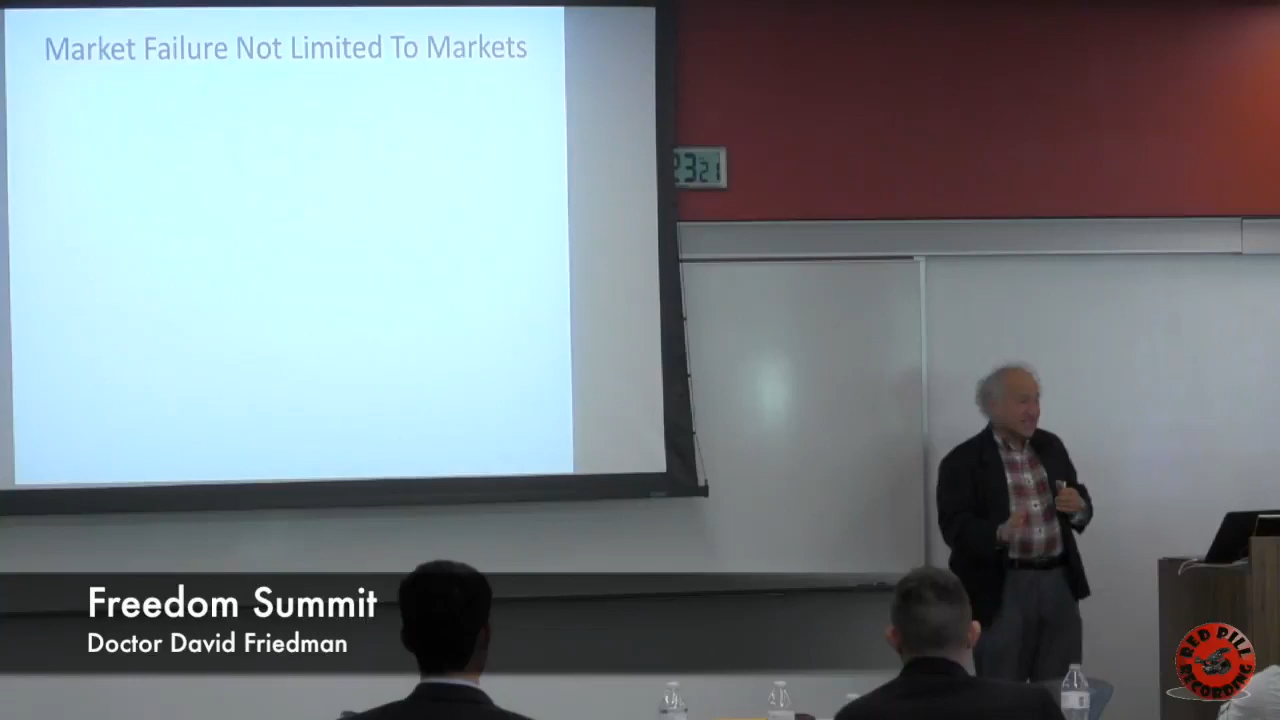 Market Failure Not Limited To Markets
23 21
Freedom Summit
Doctor David Friedman
RED PILL
RECORDING